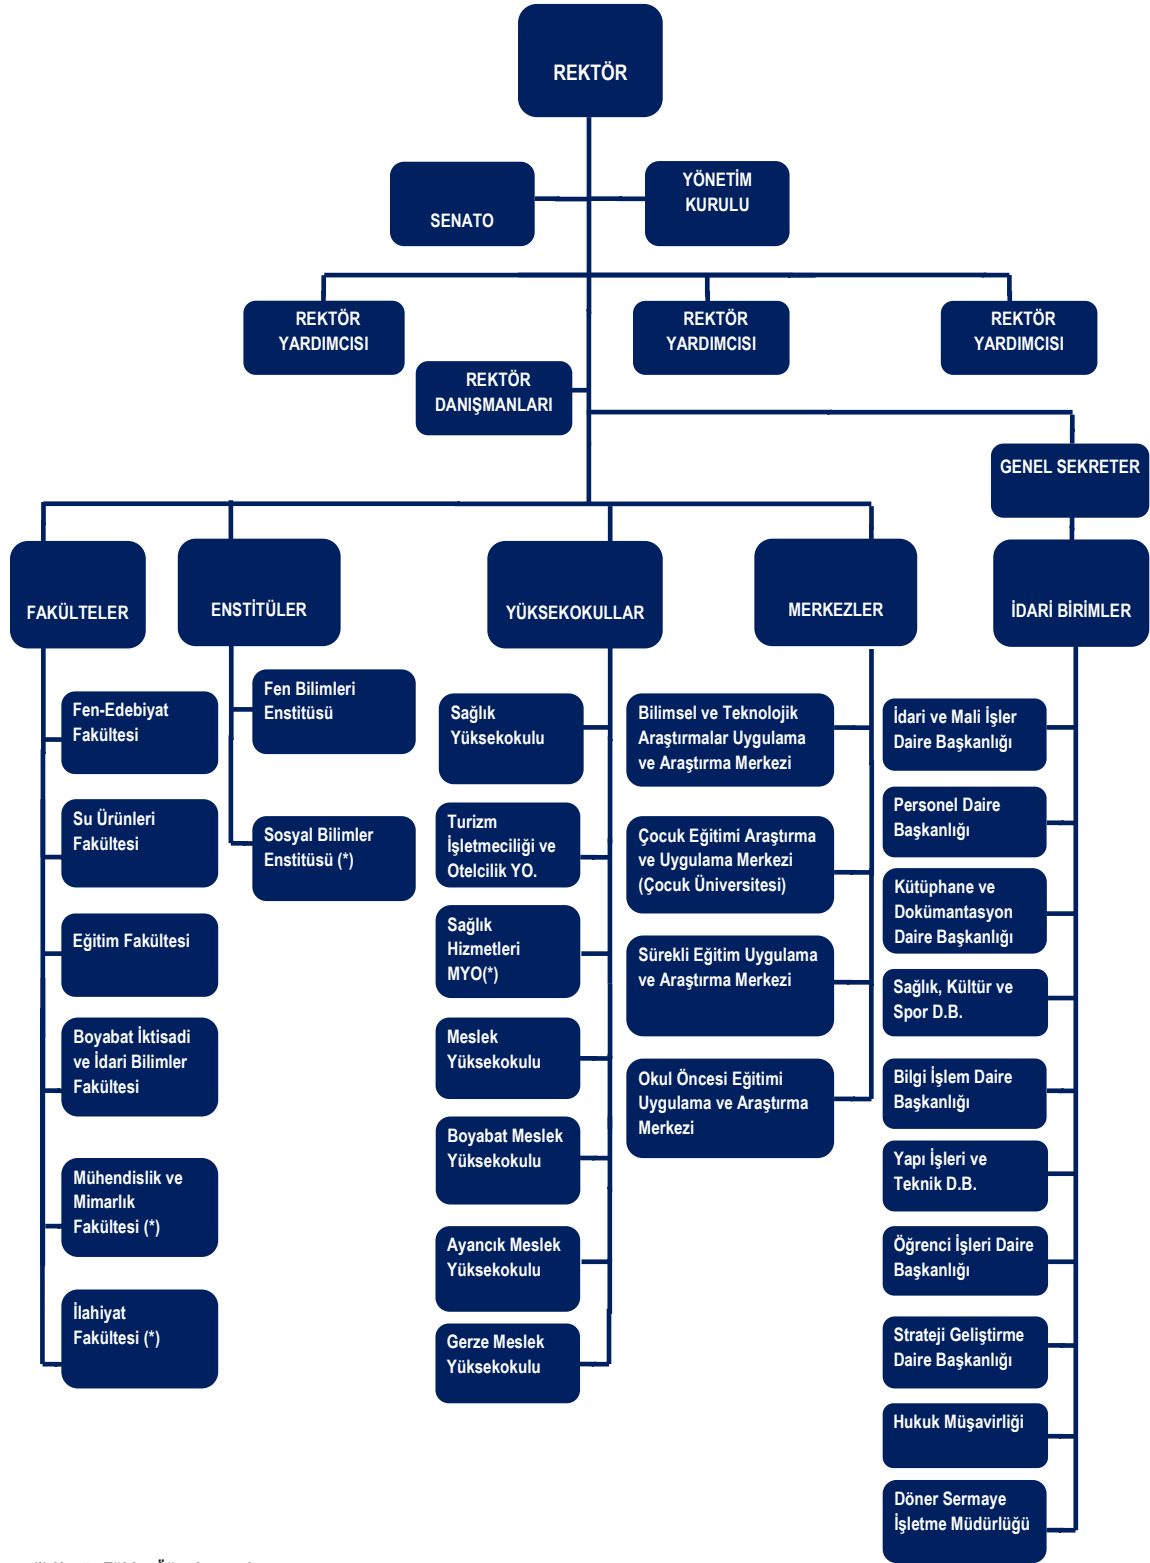 REKTÖR
SENATO
YÖNETİM
KURULU
REKTÖR
YARDIMCISI
REKTÖR
YARDIMCISI
REKTÖR
YARDIMCISI
REKTÖR
DANIŞMANLARI
GENEL SEKRETER
FAKÜLTELER
ENSTİTÜLER
YÜKSEKOKULLAR
MERKEZLER
İDARİ BİRİMLER
Fen-Edebiyat
Fakültesi
Su Ürünleri
Fakültesi
Eğitim Fakültesi
Boyabat İktisadi
ve İdari Bilimler
Fakültesi
Mühendislik ve
Mimarlık
Fakültesi (*)
İlahiyat
Fakültesi (*)
Fen Bilimleri
Enstitüsü
Sosyal Bilimler
Enstitüsü (*)
Sağlık
Yüksekokulu
Turizm
İşletmeciliği ve
Otelcilik YO.
Sağlık
Hizmetleri
MYO(*)
Meslek
Yüksekokulu
Boyabat Meslek
Yüksekokulu
Ayancık Meslek
Yüksekokulu
Gerze Meslek
Yüksekokulu
Bilimsel ve Teknolojik
Araştırmalar Uygulama
ve Araştırma Merkezi
Çocuk Eğitimi Araştırma
ve Uygulama Merkezi
(Çocuk Üniversitesi)
Sürekli Eğitim Uygulama
ve Araştırma Merkezi
Okul Öncesi Eğitimi
Uygulama ve Araştırma
Merkezi
İdari ve Mali İşler
Daire Başkanlığı
Personel Daire
Başkanlığı
Kütüphane ve
Dokümantasyon
Daire Başkanlığı
Sağlık, Kültür ve
Spor D.B.
Bilgi İşlem Daire
Başkanlığı
Yapı İşleri ve
Teknik D.B.
Öğrenci İşleri Daire
Başkanlığı
Strateji Geliştirme
Daire Başkanlığı
Hukuk Müşavirliği
Döner Sermaye
İşletme Müdürlüğü